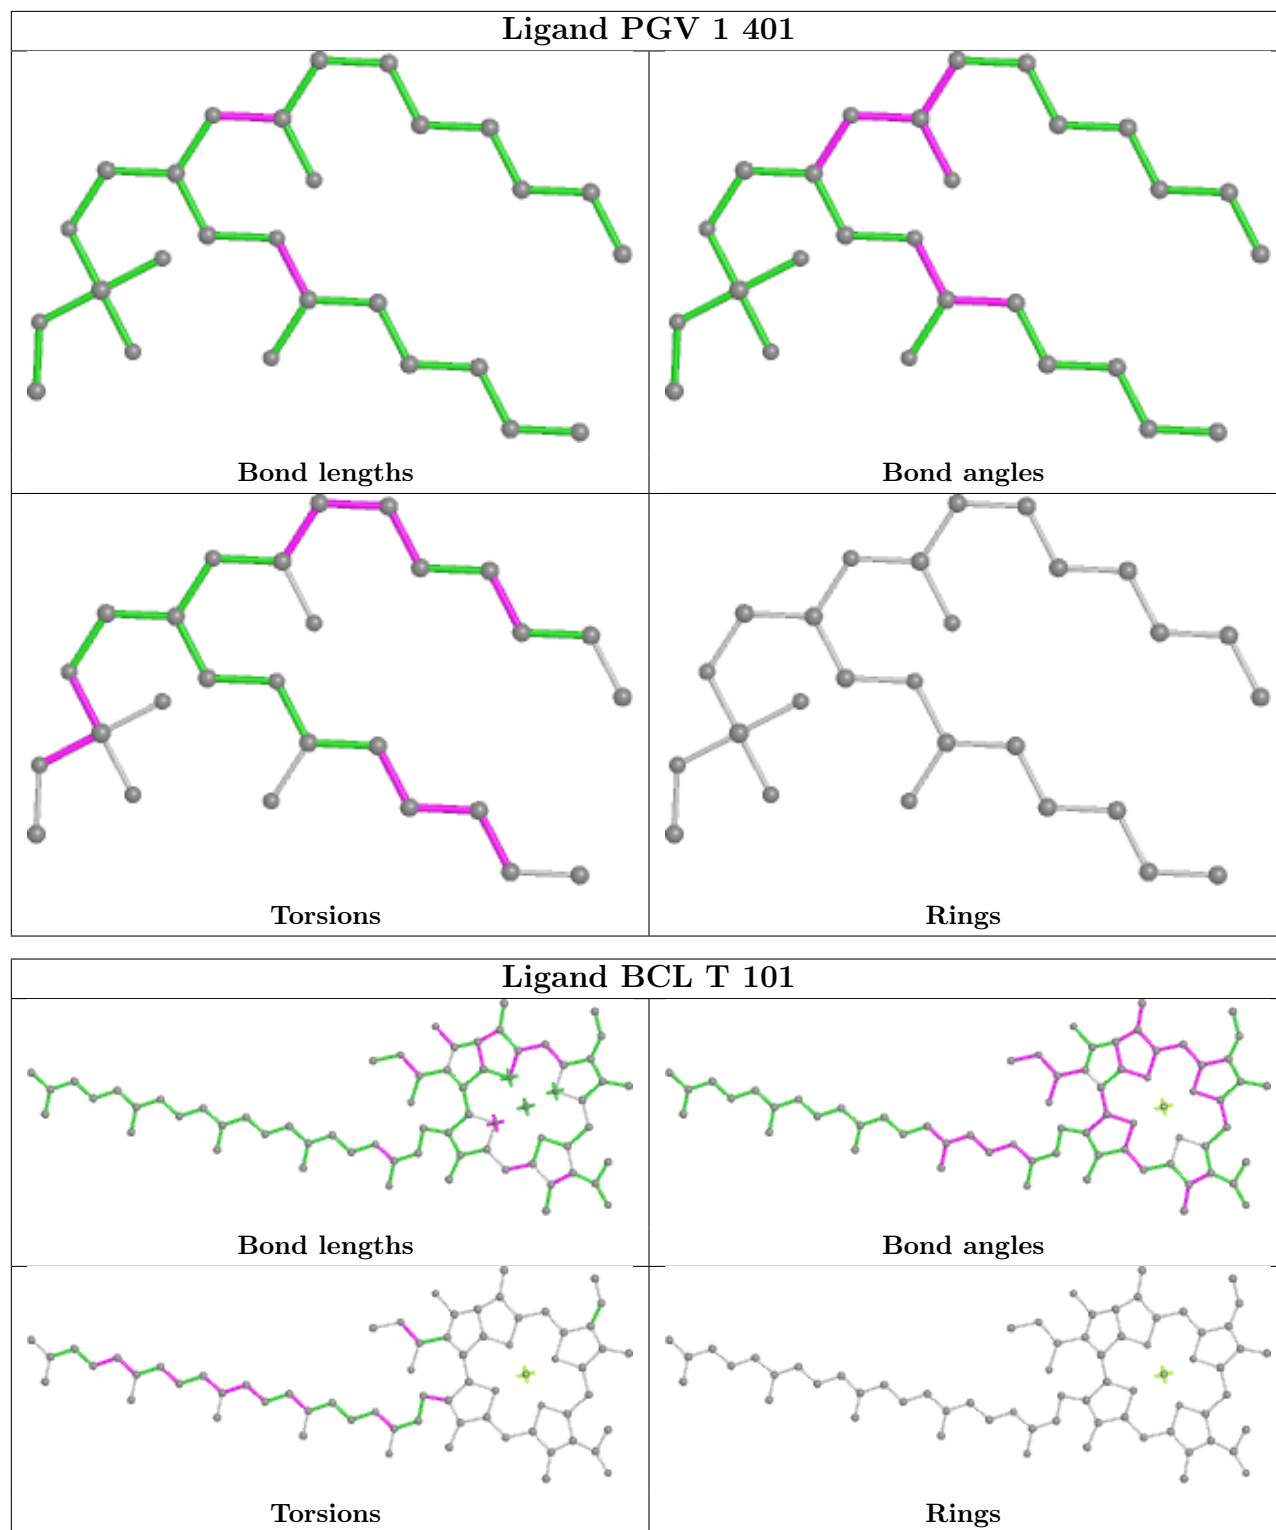 Ligand PGV 1 401
Bond lengths
Bond angles
Torsions
Rings
Ligand BCL T 101
Bond lengths
Bond angles
Torsions
Rings